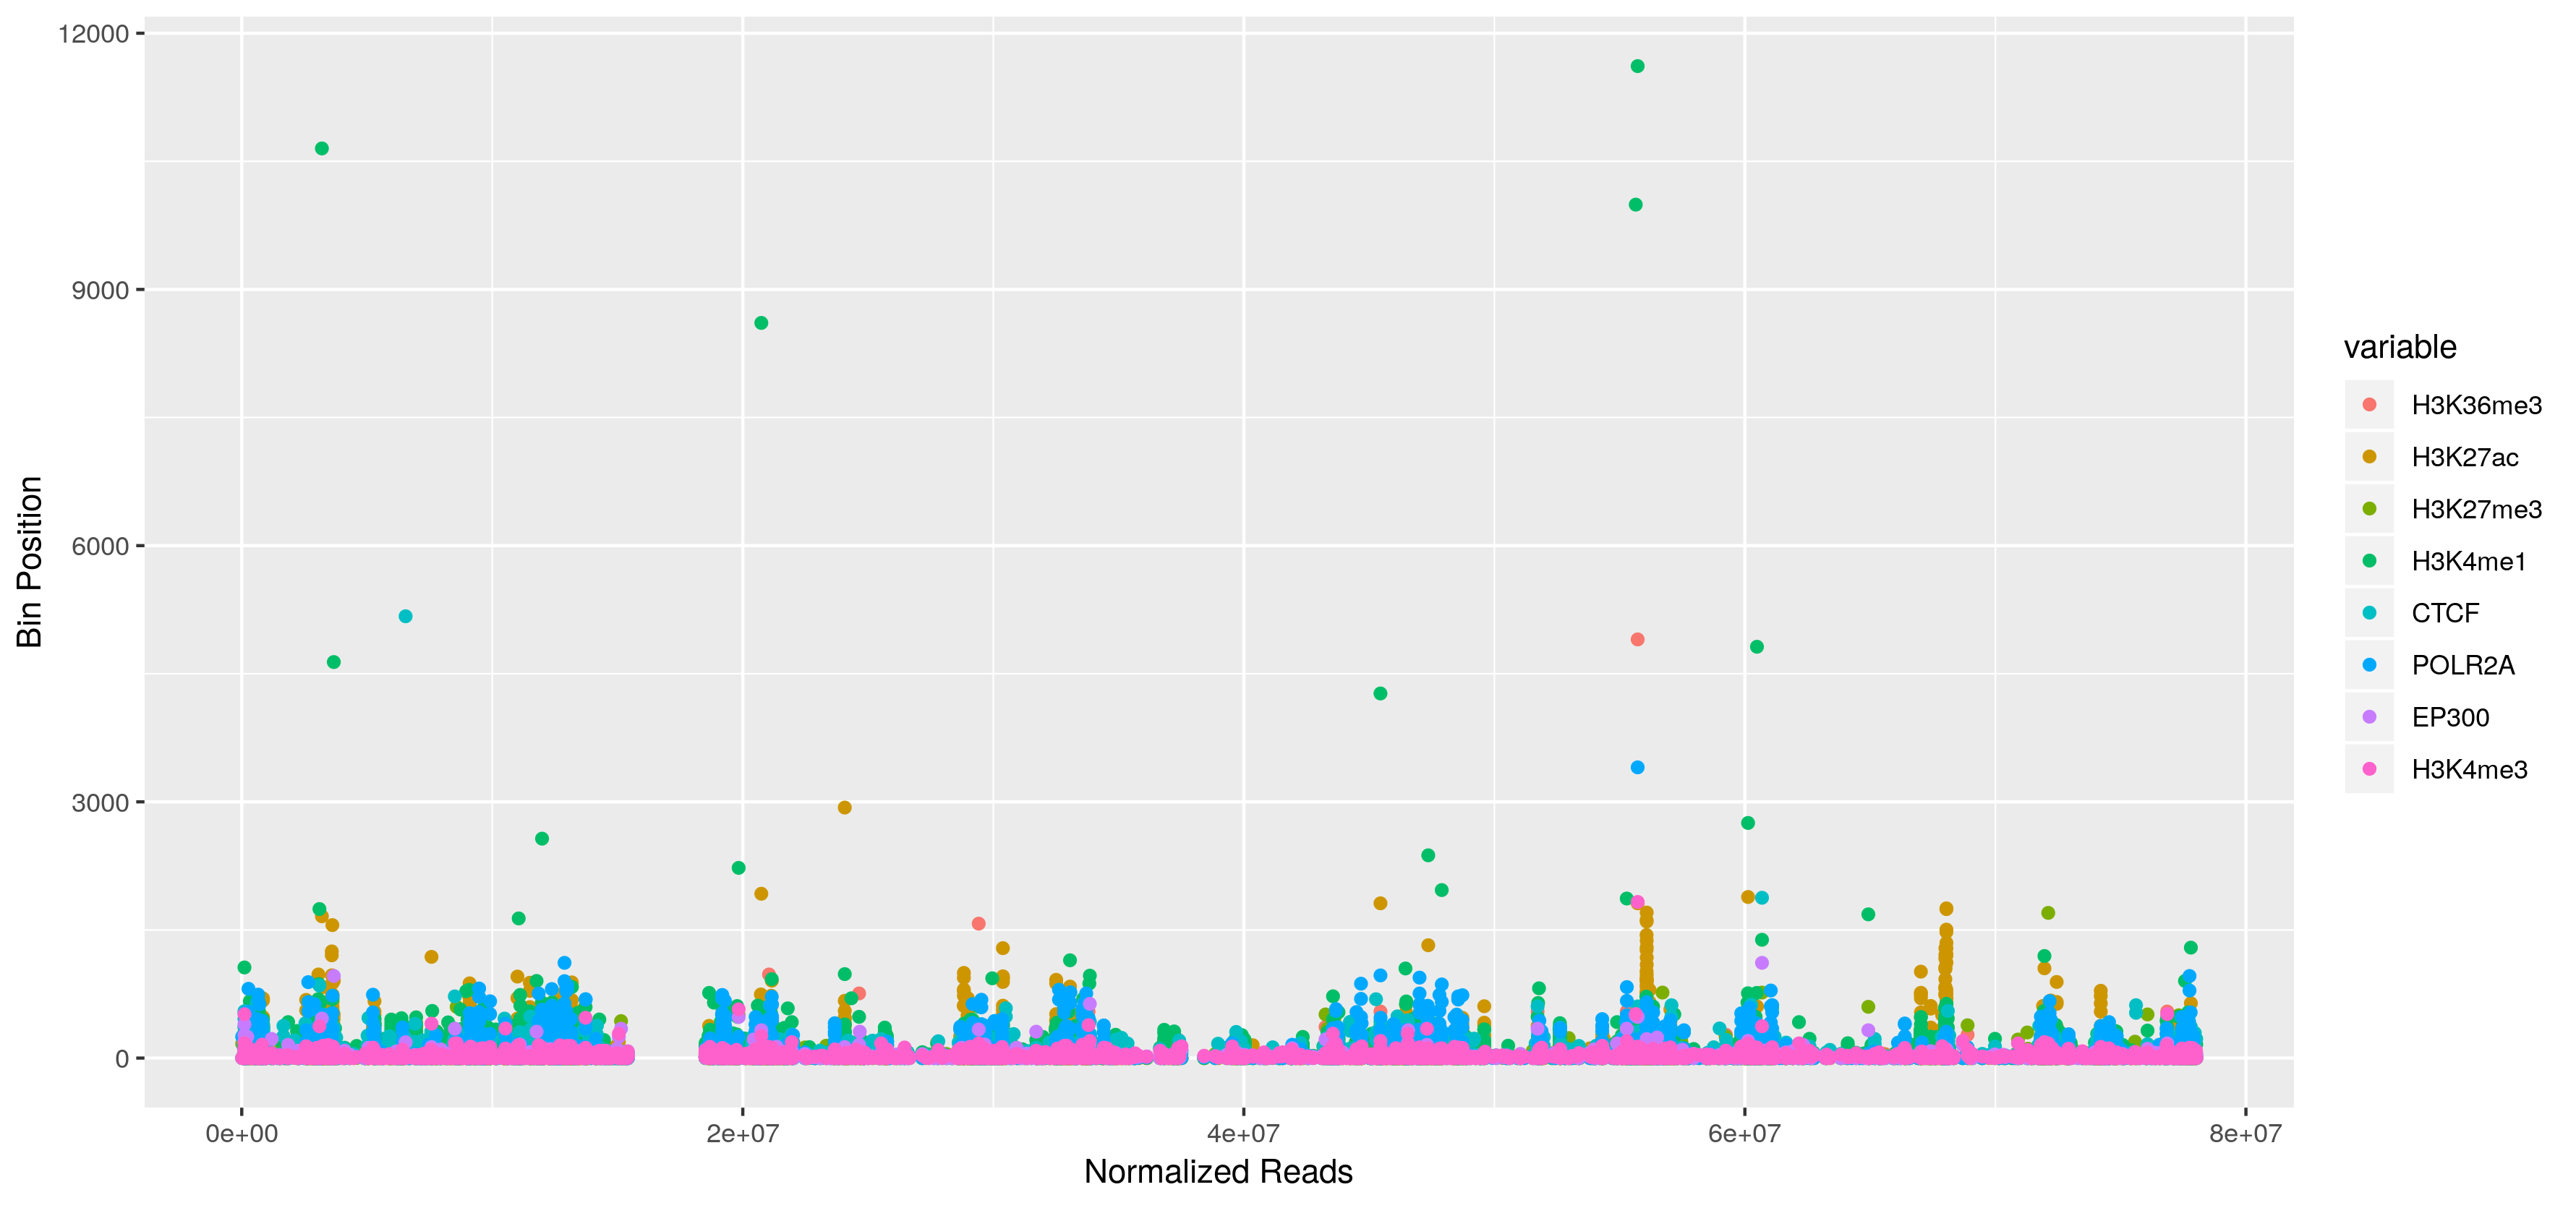 12000
9000
6000
3000
0
Bin Position
0e+00
2e+07
4e+07
6e+07
8e+07
Normalized Reads
variable
H3K36me3
H3K27ac
H3K27me3
H3K4me1
CTCF
POLR2A
EP300
H3K4me3